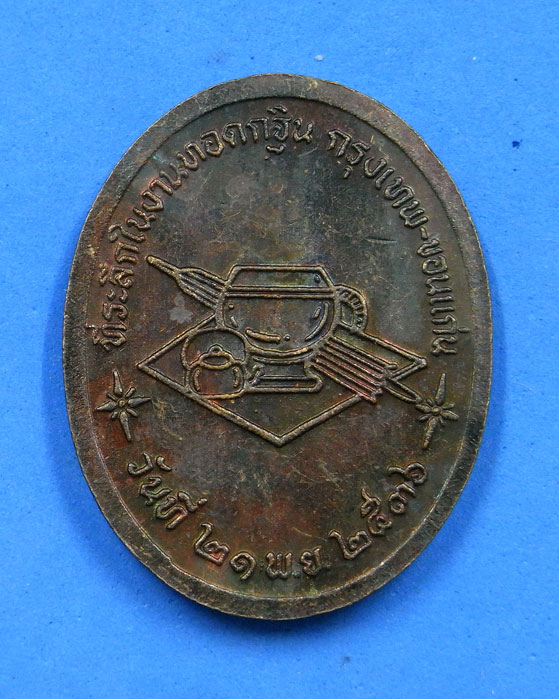 ที่ระลึกในงานทอดกฐิน กรุงเทพ-ขอนแก่น
วันที่ ๒๑ พ.ย. ๒๕๓๖